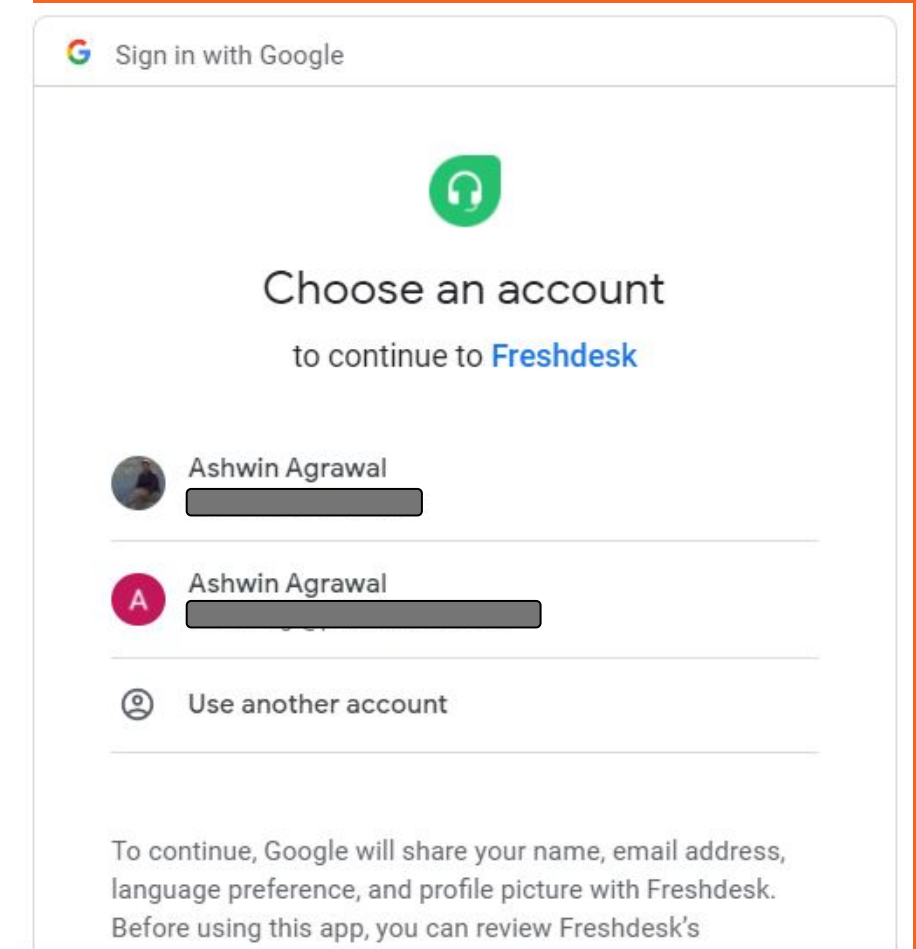 Sign in with Google
Choose an account
to continue to Freshdesk
Ashwin Agrawal
A
Ashwin Agrawal
Use another account
To continue, Google will share your name, email address,
language preference, and profile picture with Freshdesk.
Before using this app, you can review Freshdesk's